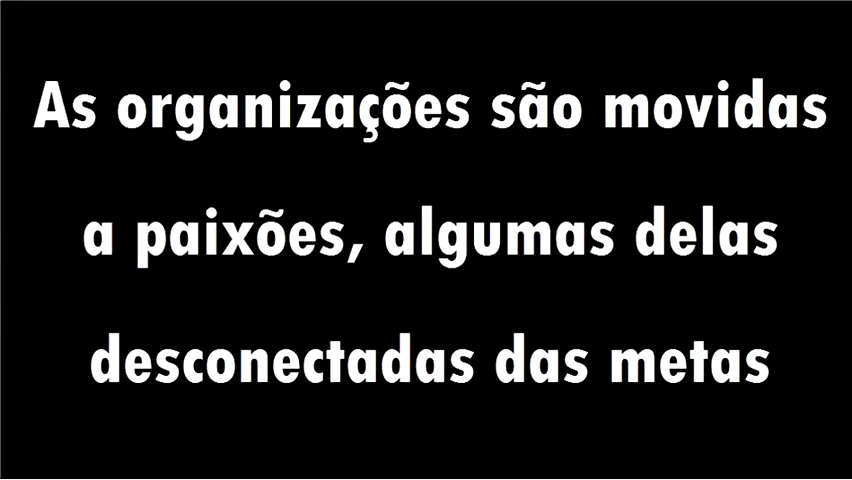 As organizações são movidas
a paixões, algumas delas
desconectadas das metas